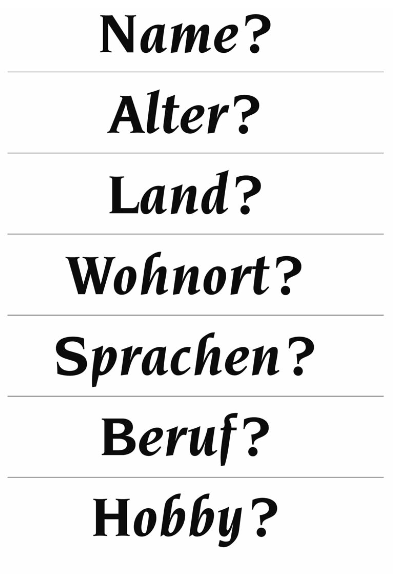 Name?
Alter?
Land?
Wohnort?
Sprachen?
Beruf?
Hobby?